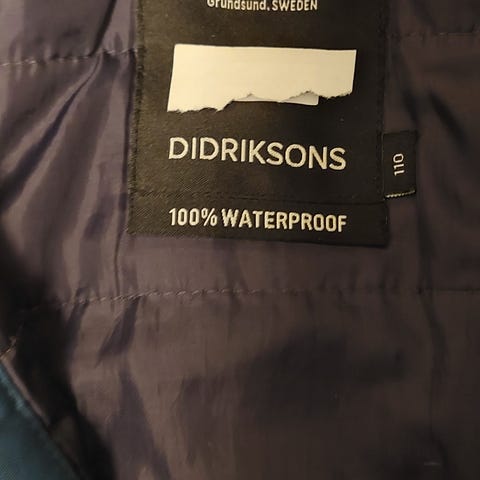 Grundsund, SWEDEN
DIDRIKSONS
110
100% WATERPROOF